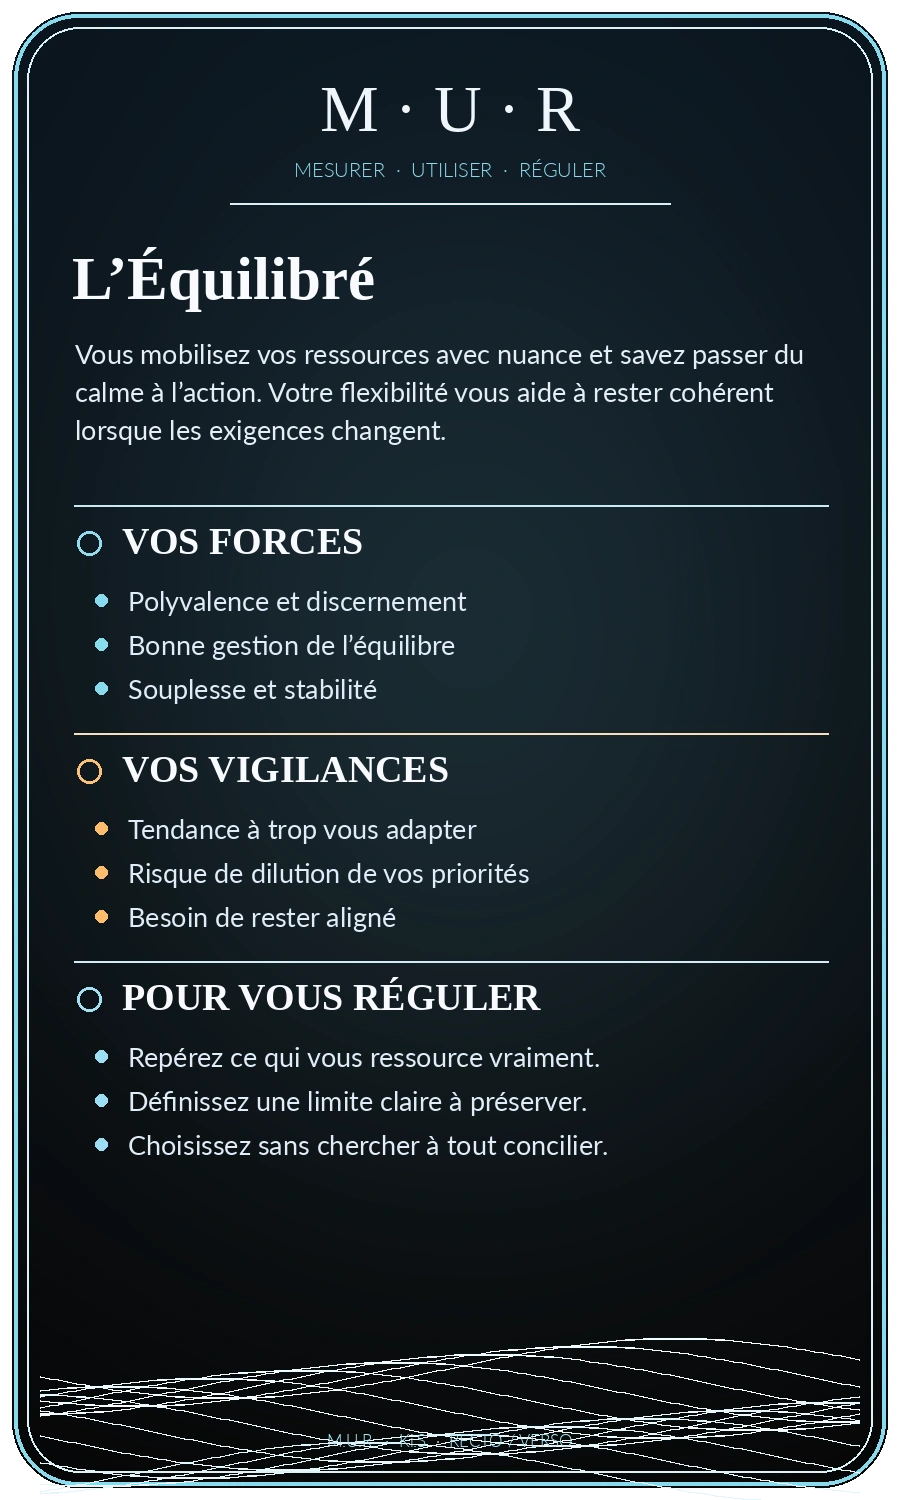 M · U · R
MESURER · UTILISER · RÉGULER
L’Équilibré
Vous mobilisez vos ressources avec nuance et savez passer du
calme à l’action. Votre flexibilité vous aide à rester cohérent
lorsque les exigences changent.
VOS FORCES
Polyvalence et discernement
Bonne gestion de l’équilibre
Souplesse et stabilité
VOS VIGILANCES
Tendance à trop vous adapter
Risque de dilution de vos priorités
Besoin de rester aligné
POUR VOUS RÉGULER
Repérez ce qui vous ressource vraiment.
Définissez une limite claire à préserver.
Choisissez sans chercher à tout concilier.
M.U.R. · · RECTO / VERSO